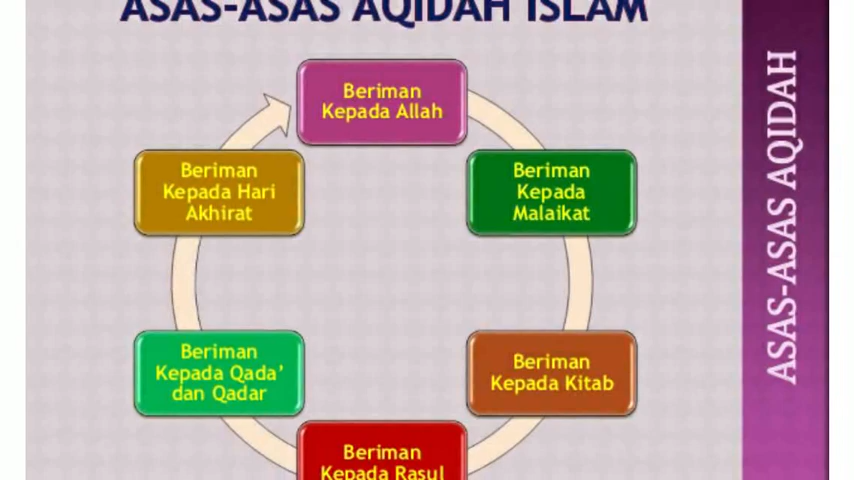 ASAS-ASAS AQIDAH ISLAM
Beriman
Kepada Allah
Beriman
Kepada
Malaikat
Beriman
Kepada Kitab
Beriman
Kepada Rasul
Beriman
Kepada Qada’
dan Qadar
Beriman
Kepada Hari
Akhirat
ASAS-ASAS AQIDAH